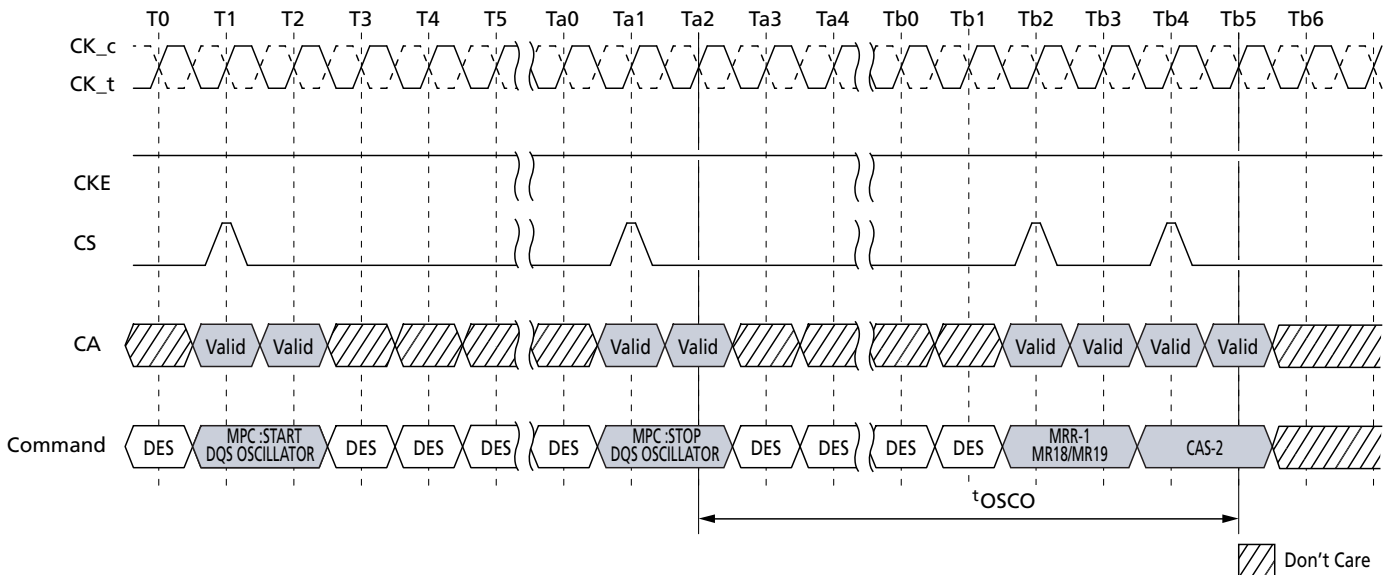 T0 T1 T2 T3 T4 T5 Ta0 Ta1 Ta2 Ta3 Ta4 Tb0 Tb1 Tb2 Tb3 Tb4 Tb5 Tb6
CK_c
CK_t
CKE
CS
CA Valid Valid Valid Valid Valid Valid Valid Valid
Command DES MPC :START DQS OSCILLATOR DES DES DES DES MPC :STOP DQS OSCILLATOR DES DES DES DES MRR-1 MR18/MR19 CAS-2
tOSCO
Don't Care